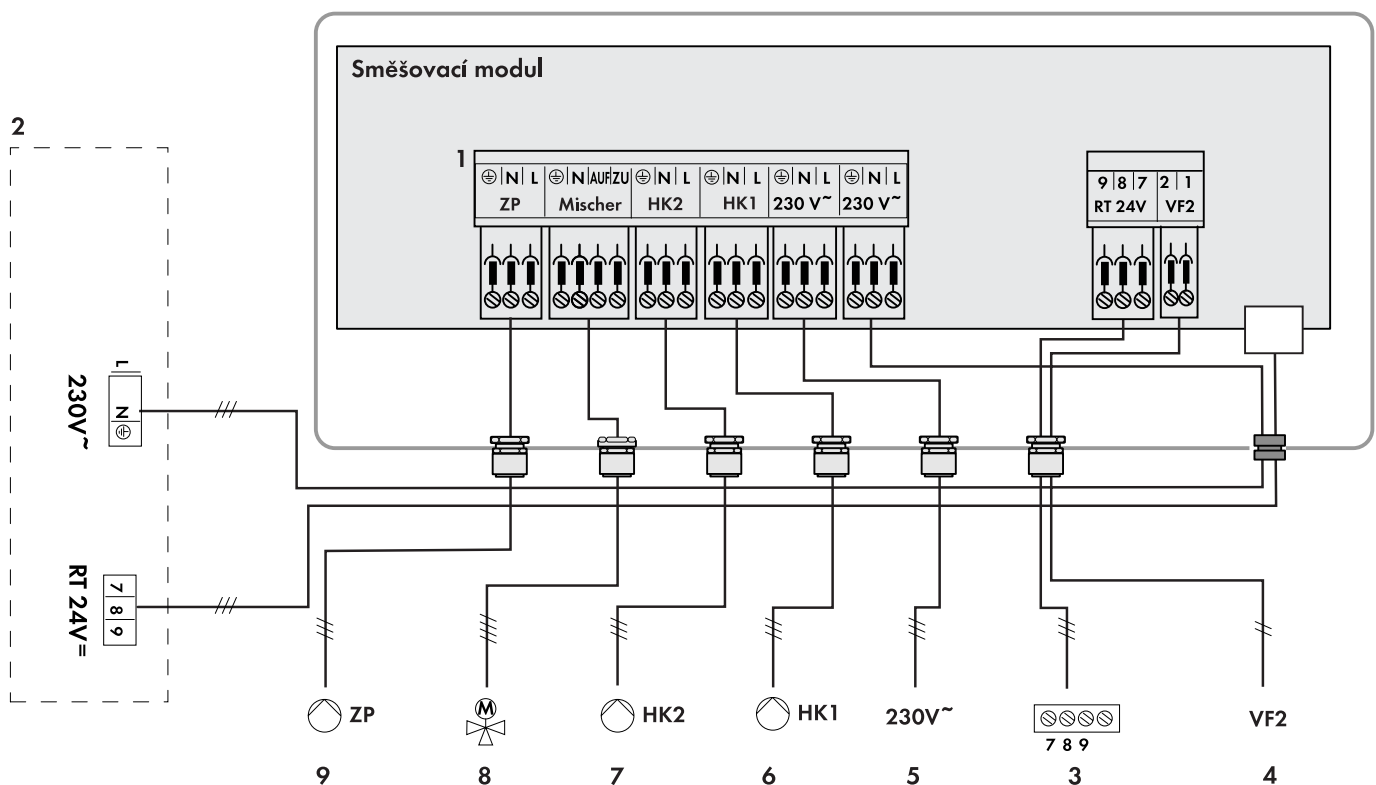 Směšovací modul
2
1
⏚ N L ⏚ N AUF ZU ⏚ N L ⏚ N L ⏚ N L ⏚ N L
ZP Mischer HK2 HK1 230 V~ 230 V~
9 8 7 2 1
RT 24V VF2
L
N
⏚
230V~
RT 24V=
7 8 9
ZP
M
HK2
HK1
230V~
7 8 9
VF2
9 8 7 6 5 3 4